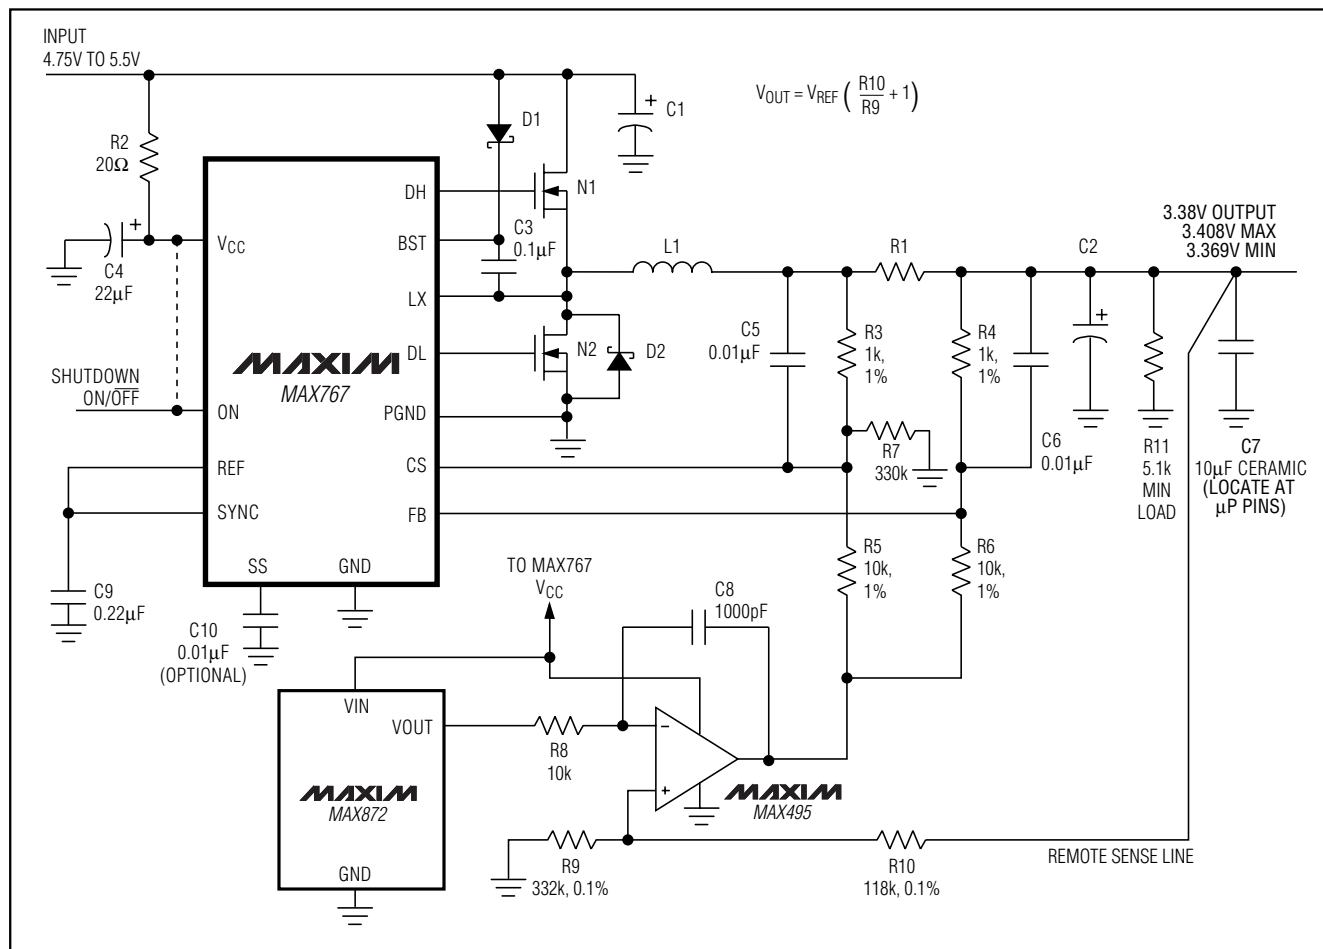 INPUT
4.75V TO 5.5V
R2
20Ω
C4
22µF
+
SHUTDOWN
ON/OFF
VCC
ON
REF
SYNC
SS
GND
DH
BST
LX
DL
PGND
CS
FB
MAXIM
MAX767
C9
0.22µF
C10
0.01µF
(OPTIONAL)
D1
C3
0.1µF
N1
N2
D2
+
C1
L1
VOUT = VREF ( R10
R9 + 1)
C5
0.01µF
R3
1k,
1%
R1
R4
1k,
1%
R7
330k
C6
0.01µF
C2
+
3.38V OUTPUT
3.408V MAX
3.369V MIN
R11
5.1k
MIN
LOAD
C7
10µF CERAMIC
(LOCATE AT
µP PINS)
R5
10k,
1%
R6
10k,
1%
TO MAX767
VCC
C8
1000pF
VIN
VOUT
MAXIM
MAX872
GND
R8
10k
–
+
MAXIM
MAX495
R9
332k, 0.1%
R10
118k, 0.1%
REMOTE SENSE LINE